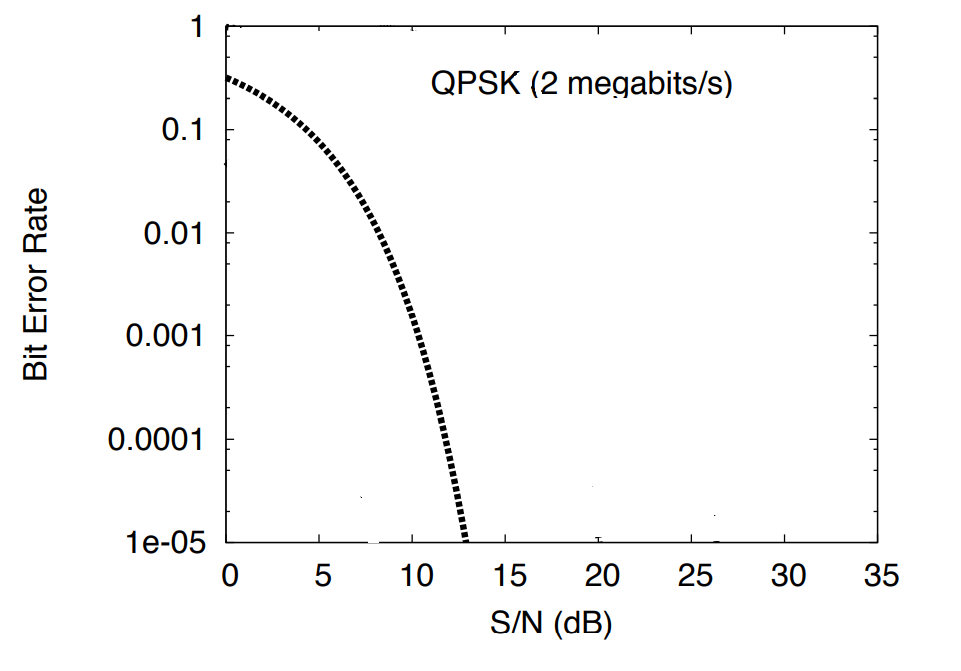 1
QPSK (2 megabits/s)
0.1
0.01
Bit Error Rate
0.001
0.0001
1e-05
0 5 10 15 20 25 30 35
S/N (dB)